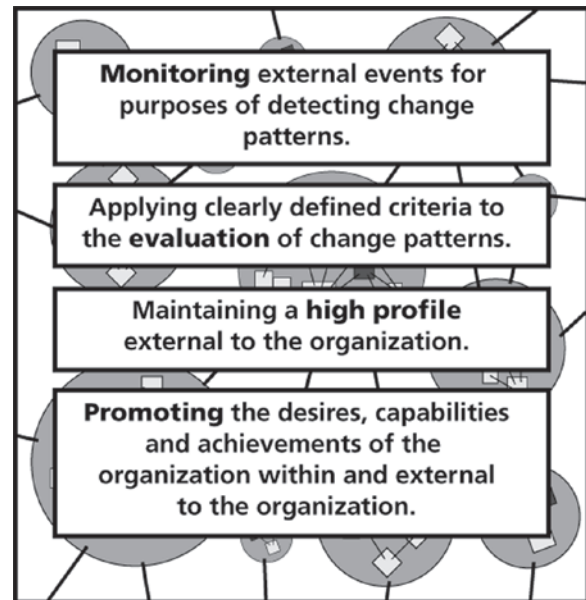 Monitoring external events for
purposes of detecting change
patterns.
Applying clearly defined criteria to
the evaluation of change patterns.
Maintaining a high profile
external to the organization.
Promoting the desires, capabilities
and achievements of the
organization within and external
to the organization.